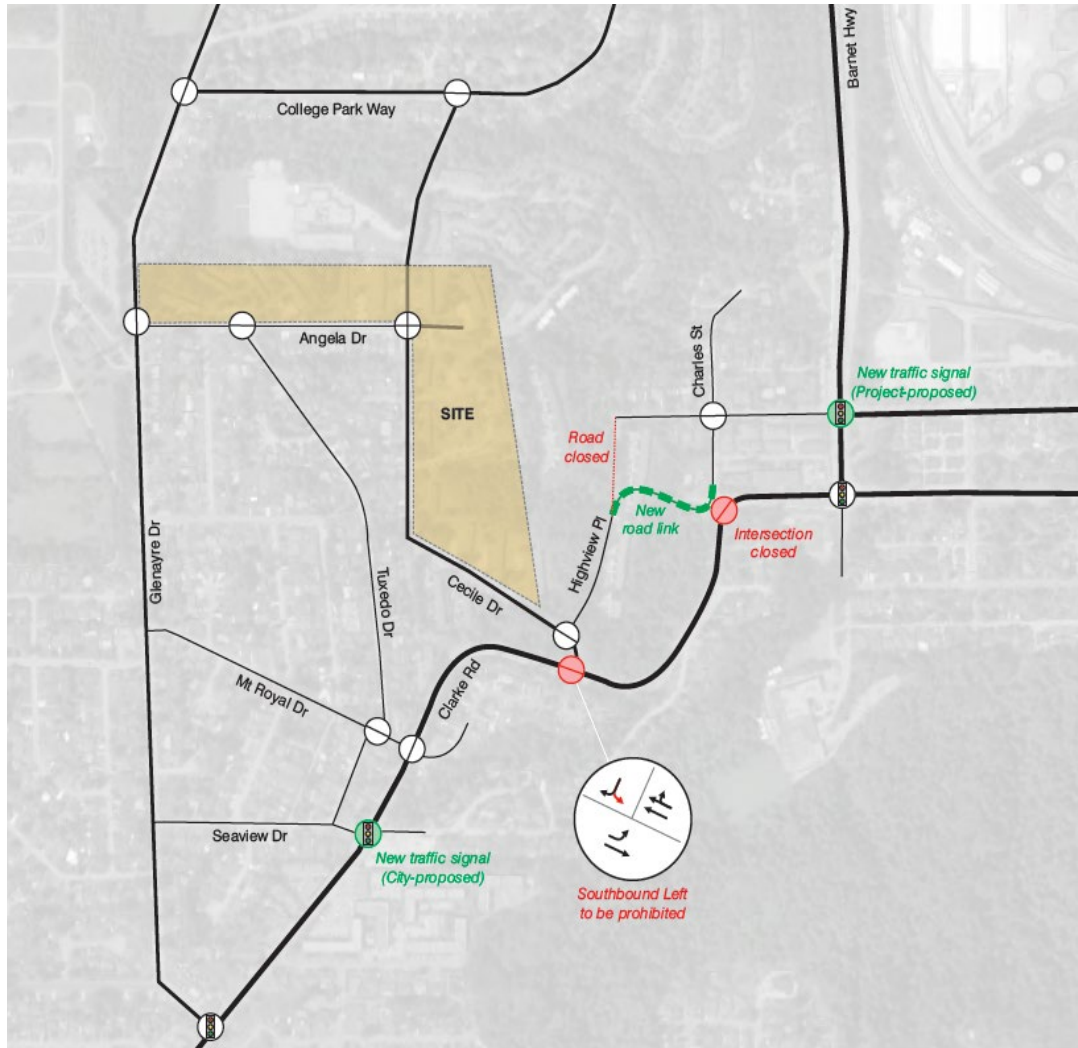 Barnet Hwy
College Park Way
Charles St
Angela Dr
New traffic signal
(Project-proposed)
SITE
Road
closed
New
road link
Intersection
closed
Highview Pl
Glenayre Dr
Tuxedo Dr
Cecile Dr
Mt Royal Dr
Clarke Rd
Seaview Dr
New traffic signal
(City-proposed)
Southbound Left
to be prohibited